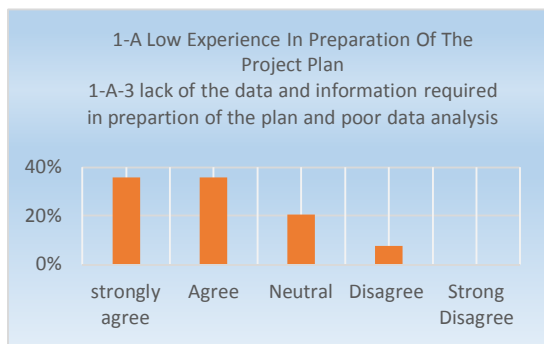 1-A Low Experience In Preparation Of The
Project Plan
1-A-3 lack of the data and information required
in prepartion of the plan and poor data analysis
40%
20%
0%
strongly agree
Agree
Neutral
Disagree
Strong Disagree